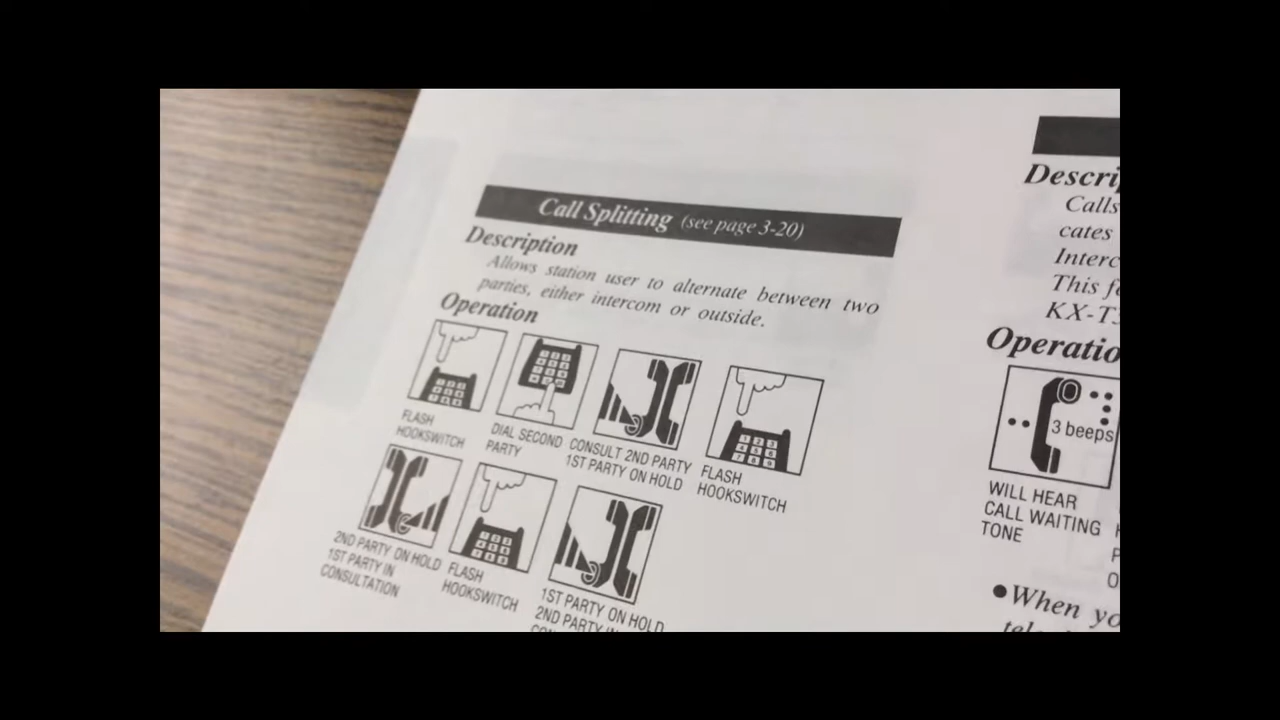 Call Splitting (see page 3-20)
Description
Allows station user to alternate between two
parties, either intercom or outside.
Operation
FLASH
HOOKSWITCH
DIAL SECOND
PARTY
CONSULT 2ND PARTY
1ST PARTY ON HOLD
FLASH
HOOKSWITCH
2ND PARTY ON HOLD
1ST PARTY IN
CONSULTATION
FLASH
HOOKSWITCH
1ST PARTY ON HOLD
2ND PARTY IN
Descri
Calls
cates
Interc
This f
KX-T
Operatio
3 beeps
WILL HEAR
CALL WAITING
TONE
P
O
●When yo